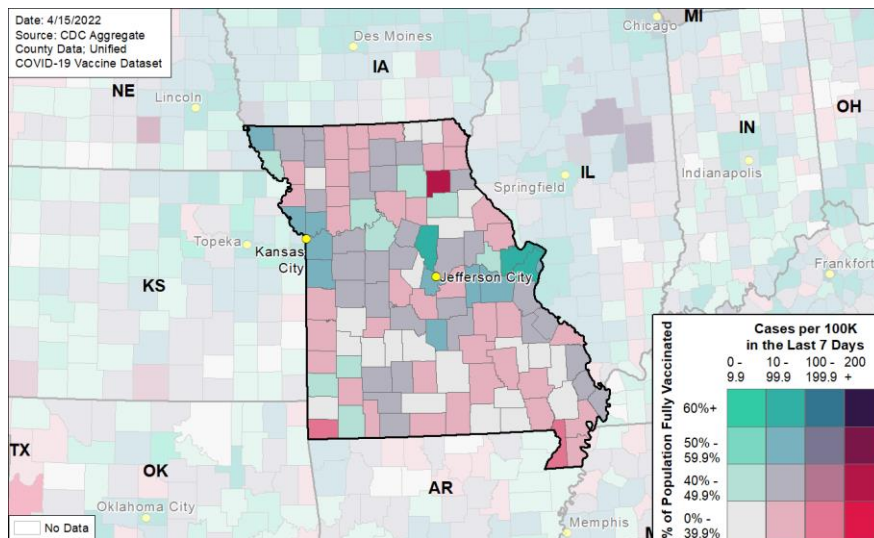 Date: 4/15/2022
Source: CDC Aggregate
County Data; Unified
COVID-19 Vaccine Dataset
Des Moines
Chicago
MI
IA
NE
Lincoln
OH
IN
IL
Indianapolis
Springfield
Topeka
Kansas
City
Jefferson City
Frankfort
KS
Cases per 100K
in the Last 7 Days
0 -
9.9
10 -
99.9
100 -
199.9
200
+
% of Population Fully Vaccinated
60%+
50% -
59.9%
40% -
49.9%
0% -
39.9%
TX
OK
AR
Oklahoma City
Memphis
No Data